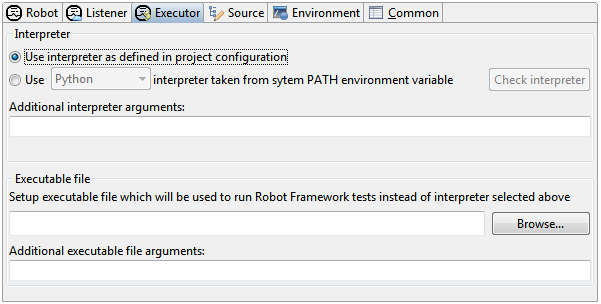 Robot Listener Executor Source Environment Common
Interpreter
Use interpreter as defined in project configuration
Use Python interpreter taken from sytem PATH environment variable Check interpreter
Additional interpreter arguments:
Executable file
Setup executable file which will be used to run Robot Framework tests instead of interpreter selected above
Browse...
Additional executable file arguments: